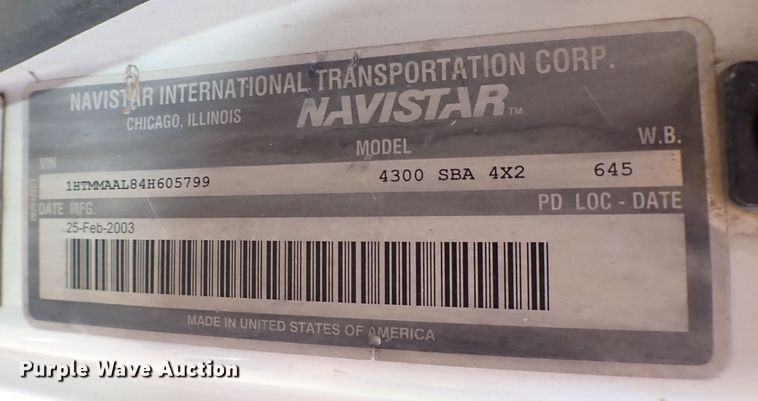 NAVISTAR INTERNATIONAL TRANSPORTATION CORP.
CHICAGO, ILLINOIS
NAVISTAR™
VIN MODEL W.B.
1HTMMAAL84H605799 4300 SBA 4X2 645
DATE MFG. PD LOC - DATE
25-Feb-2003
MADE IN UNITED STATES OF AMERICA
Purple Wave Auction